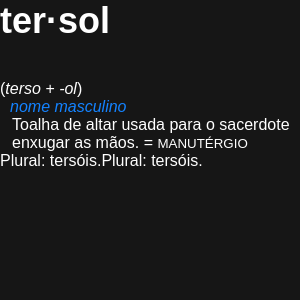 ter·sol
(terso + -ol)
nome masculino
Toalha de altar usada para o sacerdote
enxugar as mãos. = MANUTÉRGIO
Plural: tersóis.Plural: tersóis.